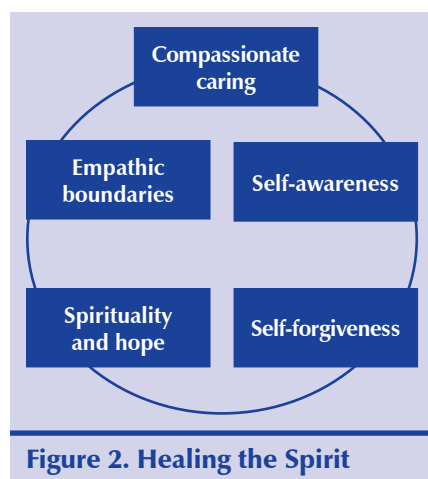 Compassionate
caring
Empathic
boundaries
Self-awareness
Spirituality
and hope
Self-forgiveness
Figure 2. Healing the Spirit